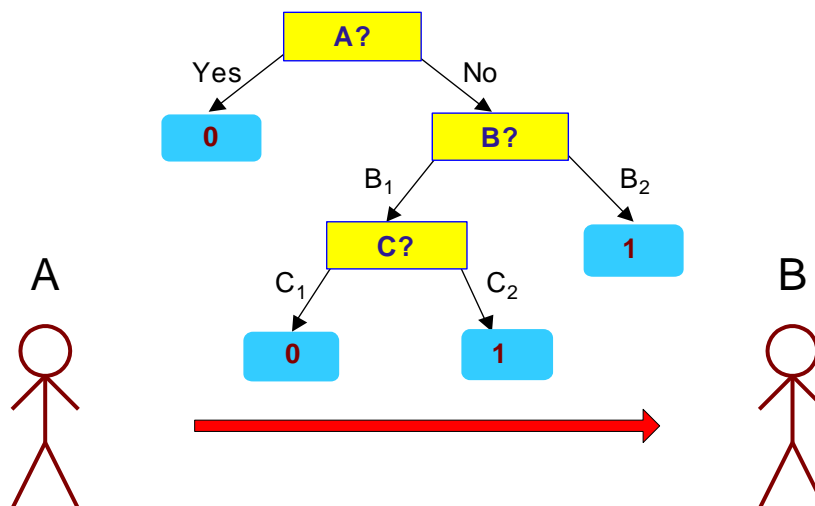 A?
Yes No
0
B?
B₁ B₂
C?
1
A
C₁ C₂
B
0 1